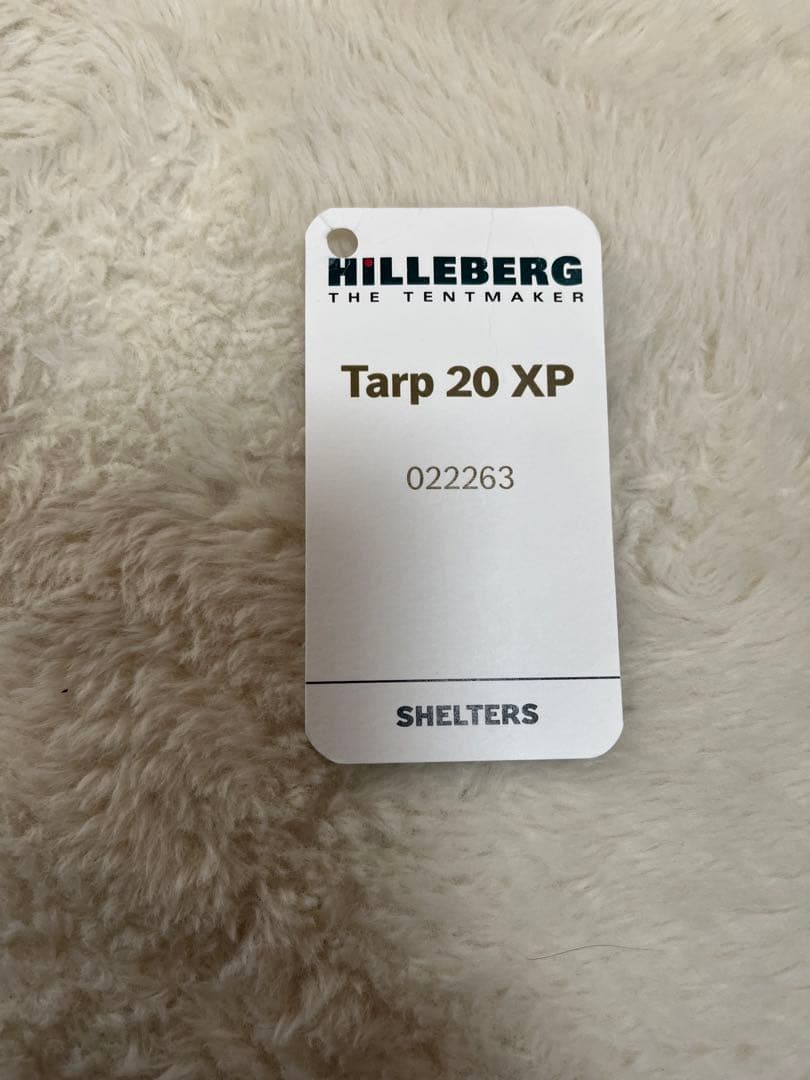 HILLEBERG
THE TENTMAKER
Tarp 20 XP
022263
SHELTERS